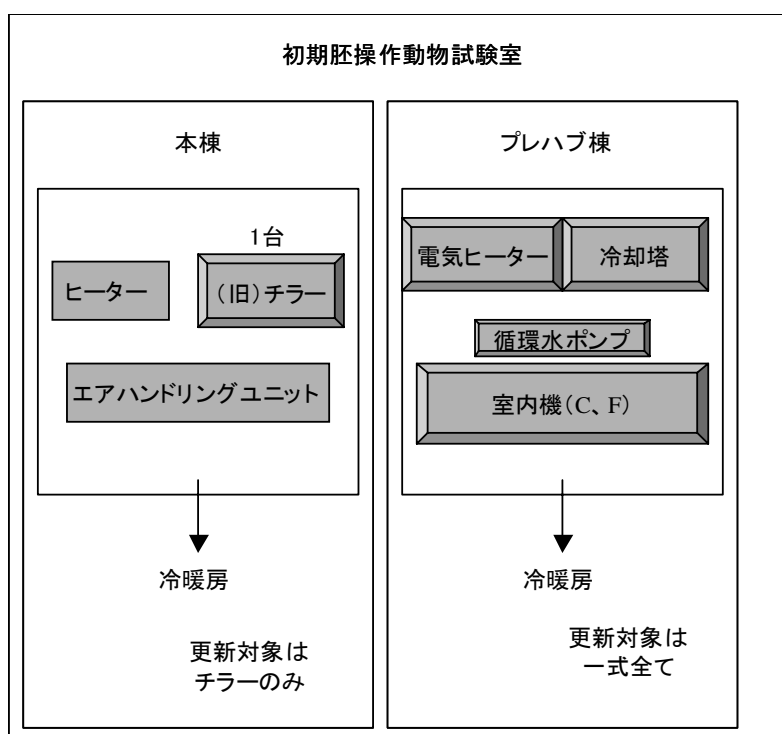 初期胚操作動物試験室
本棟
1台
ヒーター
(旧)チラー
エアハンドリングユニット
冷暖房
更新対象は
チラーのみ
プレハブ棟
電気ヒーター
冷却塔
循環水ポンプ
室内機(C、F)
冷暖房
更新対象は
一式全て